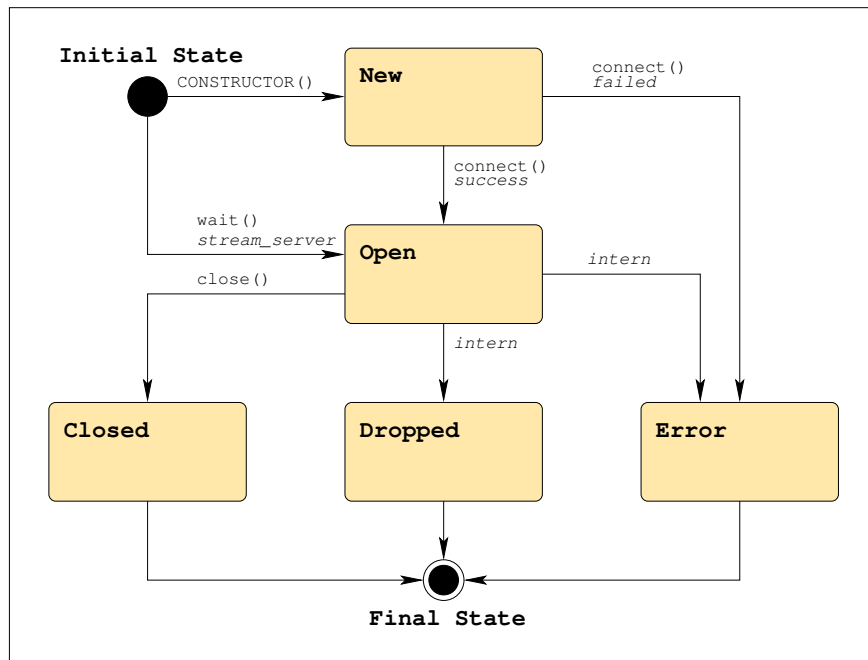 Initial State
CONSTRUCTOR()
New
connect()
failed
connect()
success
wait()
stream_server
Open
intern
close()
intern
Closed
Dropped
Error
Final State